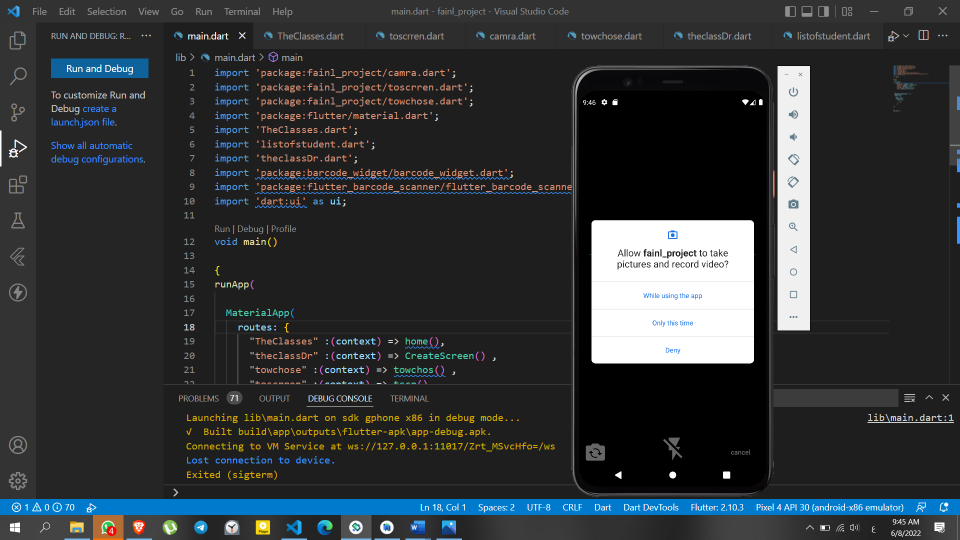 File Edit Selection View Go Run Terminal Help
main.dart - fainl_project - Visual Studio Code
RUN AND DEBUG: R...
Run and Debug
To customize Run and
Debug create a
launch.json file.
Show all automatic
debug configurations.
main.dart
TheClasses.dart
toscrren.dart
camra.dart
towchose.dart
theclassDr.dart
listofstudent.dart
lib > main.dart > main
1 import 'package:fainl_project/camra.dart';
2 import 'package:fainl_project/toscrren.dart';
3 import 'package:fainl_project/towchose.dart';
4 import 'package:flutter/material.dart';
5 import 'TheClasses.dart';
6 import 'listofstudent.dart';
7 import 'theclassDr.dart';
8 import 'package:barcode_widget/barcode_widget.dart';
9 import 'package:flutter_barcode_scanner/flutter_barcode_scanne
10 import 'dart:ui' as ui;
11
Run | Debug | Profile
12 void main()
13
14 {
15 runApp(
16
17 MaterialApp(
18 routes: {
19 "TheClasses" :(context) => home(),
20 "theclassDr" :(context) => CreateScreen() ,
21 "towchose" :(context) => towchos() ,
9:46
Allow fainl_project to take
pictures and record video?
While using the app
Only this time
Deny
cancel
PROBLEMS 71 OUTPUT DEBUG CONSOLE TERMINAL
Launching lib\main.dart on sdk gphone x86 in debug mode...
√ Built build\app\outputs\flutter-apk\app-debug.apk.
Connecting to VM Service at ws://127.0.0.1:11017/Zrt_MSvcHfo=/ws
Lost connection to device.
Exited (sigterm)
lib\main.dart:1
1 0 70
Ln 18, Col 1 Spaces: 2 UTF-8 CRLF Dart Dart DevTools Flutter: 2.10.3 Pixel 4 API 30 (android-x86 emulator)
ع
9:45 AM
6/8/2022